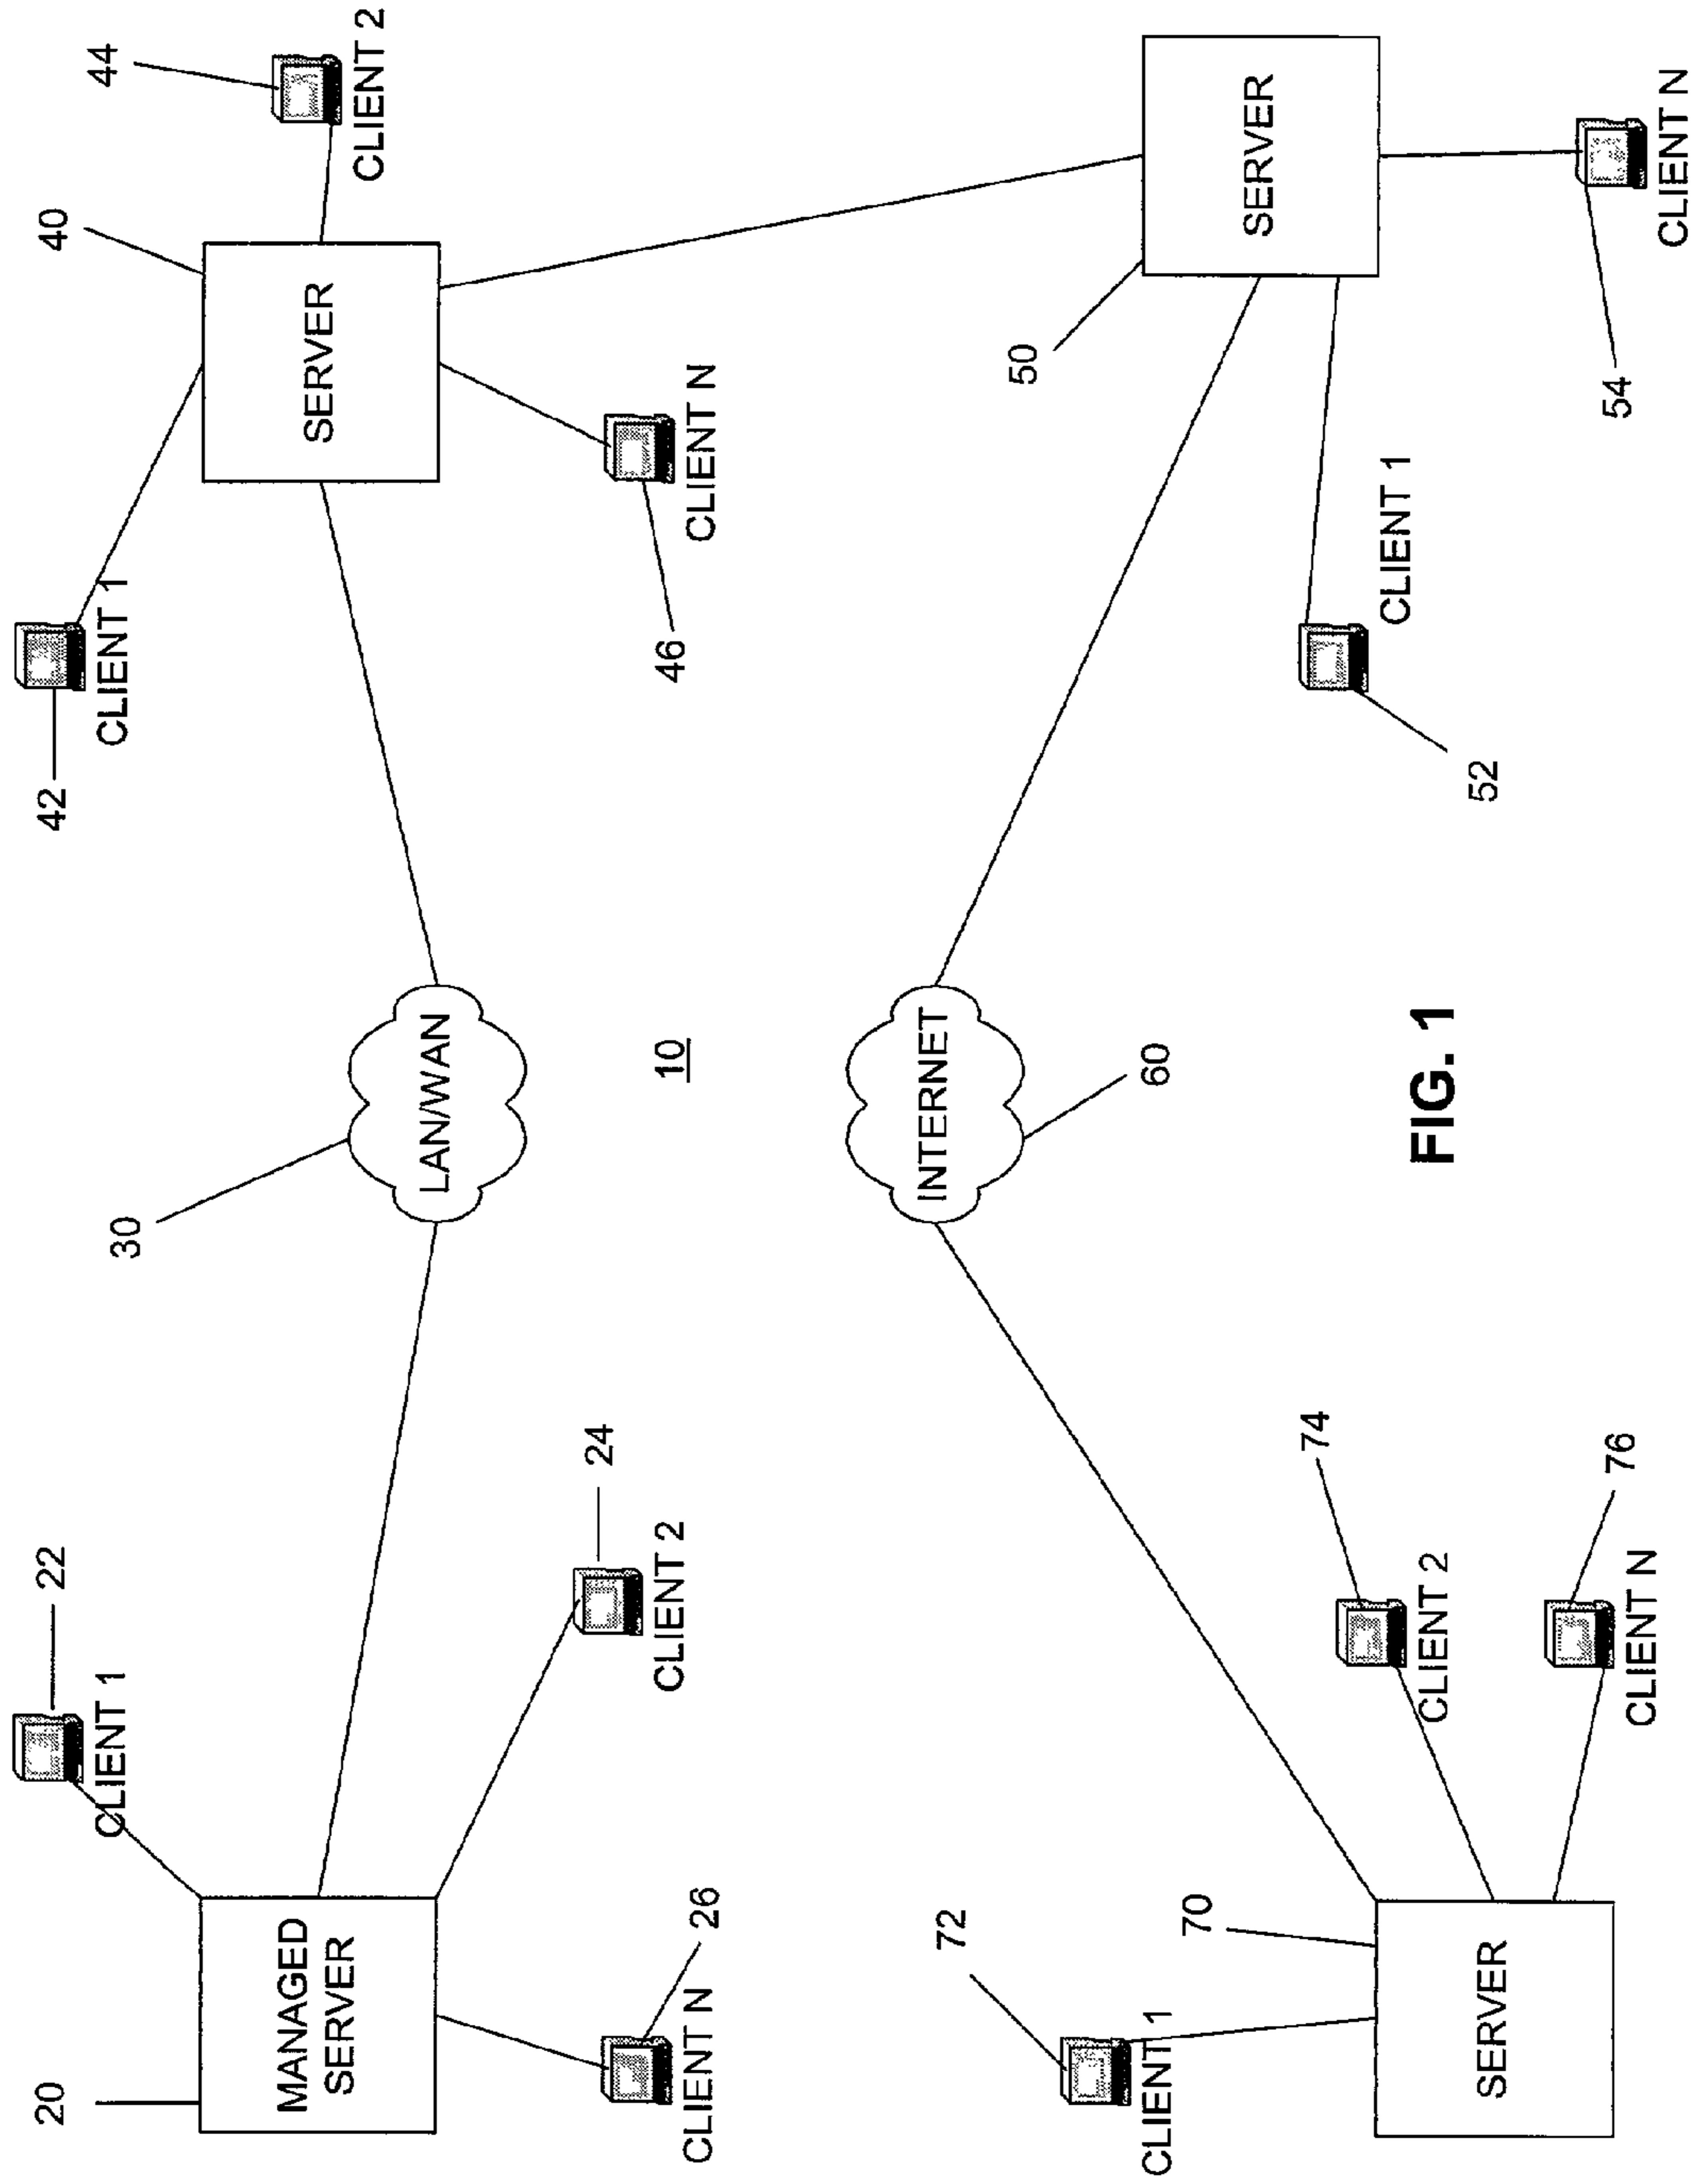 20
22
42
40
44
CLIENT 1
CLIENT 1
30
MANAGED
SERVER
SERVER
CLIENT 2
LAN/WAN
24
CLIENT N
26
CLIENT 2
10
46
CLIENT N
72
INTERNET
50
CLIENT 1
70
60
SERVER
74
CLIENT 2
FIG. 1
CLIENT 1
SERVER
52
76
54
CLIENT N
CLIENT N